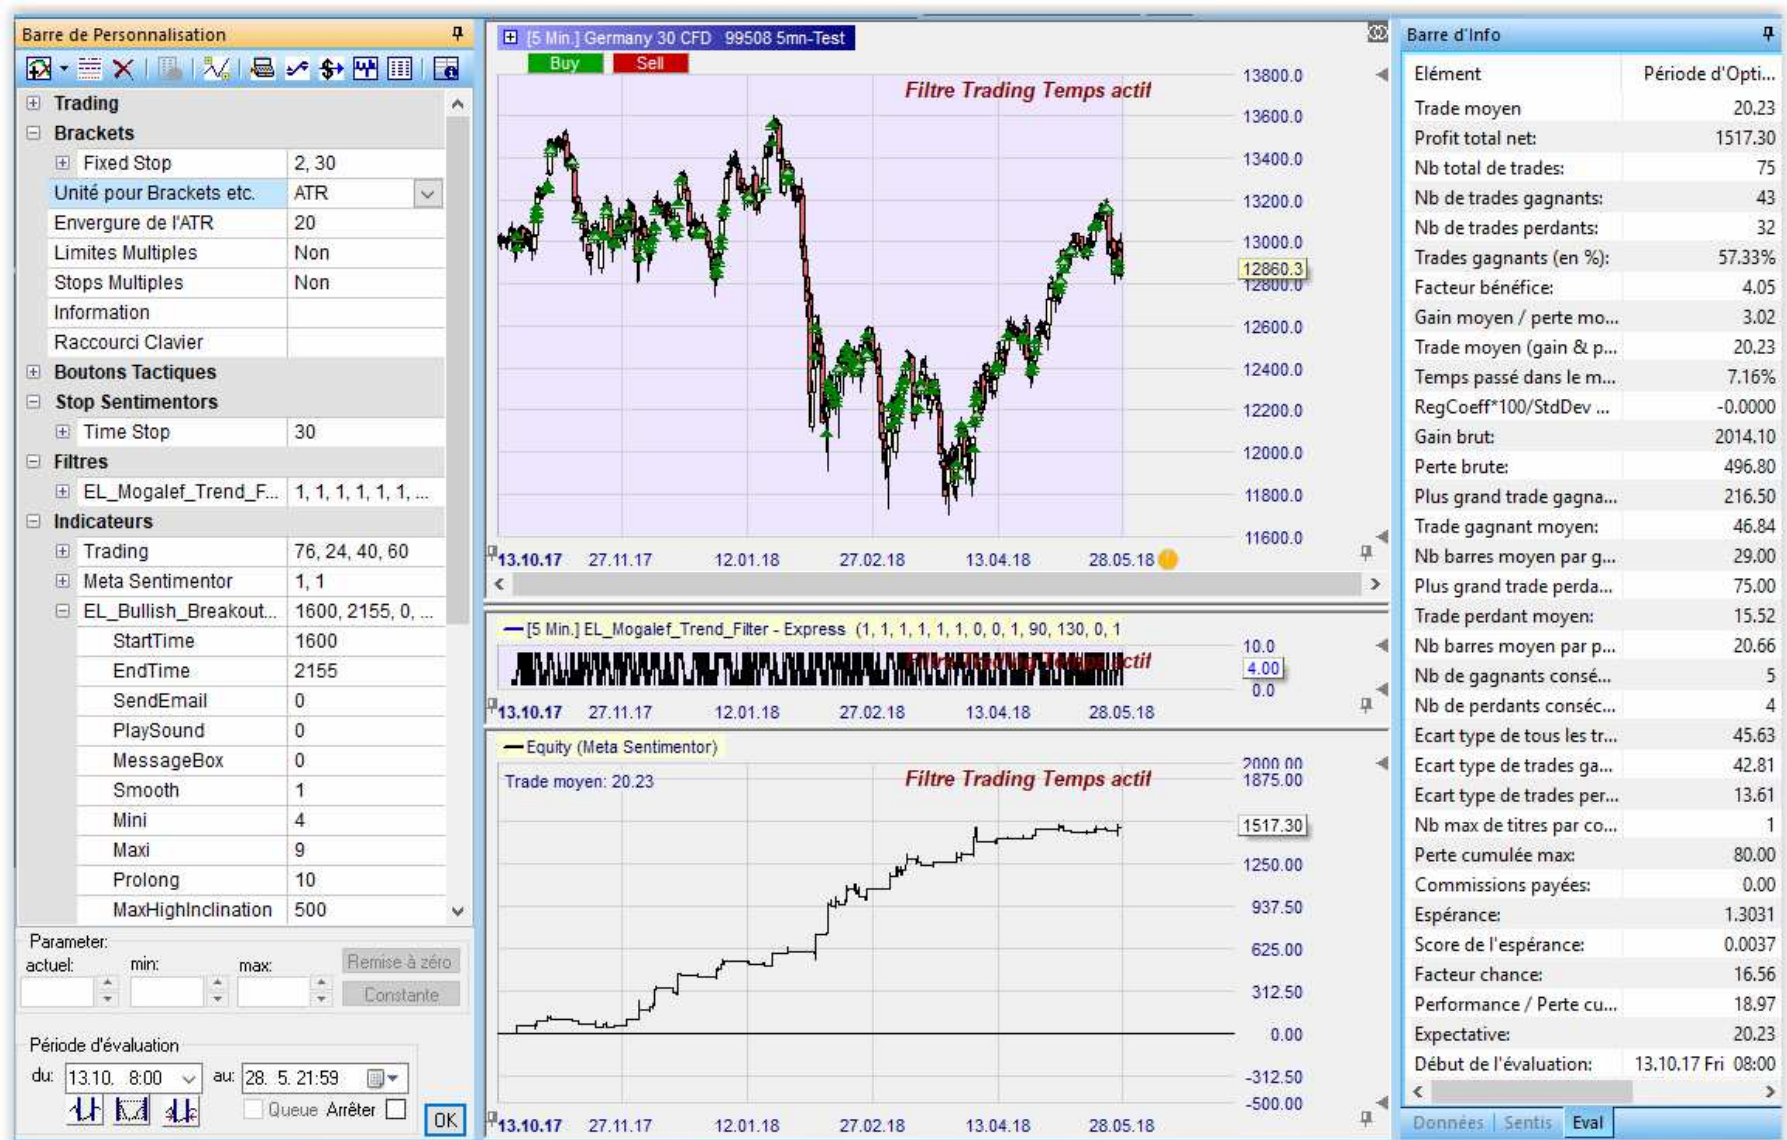 Barre de Personnalisation
Trading
Brackets
Fixed Stop 2, 30
Unité pour Brackets etc. ATR
Envergure de l'ATR 20
Limites Multiples Non
Stops Multiples Non
Information
Raccourci Clavier
Boutons Tactiques
Stop Sentimentors
Time Stop 30
Filtres
EL_Mogalef_Trend_F... 1, 1, 1, 1, 1, 1, ...
Indicateurs
Trading 76, 24, 40, 60
Meta Sentimentor 1, 1
EL_Bullish_Breakout... 1600, 2155, 0, ...
StartTime 1600
EndTime 2155
SendEmail 0
PlaySound 0
MessageBox 0
Smooth 1
Mini 4
Maxi 9
Prolong 10
MaxHighInclination 500
Parameter:
actuel: min: max: Remise à zéro
Constante
Période d'évaluation
du: 13.10. 8:00 au: 28. 5. 21:59
Queue Arrêter OK
[5 Min.] Germany 30 CFD 99508 5mn-Test
Buy Sell
Filtre Trading Temps actif
13800.0
13600.0
13400.0
13200.0
13000.0
12860.3
12800.0
12600.0
12400.0
12200.0
12000.0
11800.0
11600.0
13.10.17 27.11.17 12.01.18 27.02.18 13.04.18 28.05.18
[5 Min.] EL_Mogalef_Trend_Filter - Express (1, 1, 1, 1, 1, 1, 0, 0, 1, 90, 130, 0, 1
Filtre Trading Temps actif
10.0
4.00
0.0
13.10.17 27.11.17 12.01.18 27.02.18 13.04.18 28.05.18
Equity (Meta Sentimentor)
Trade moyen: 20.23
Filtre Trading Temps actif
2000.00
1875.00
1517.30
1250.00
937.50
625.00
312.50
0.00
-312.50
-500.00
13.10.17 27.11.17 12.01.18 27.02.18 13.04.18 28.05.18
Barre d'Info
Elément Période d'Opti...
Trade moyen 20.23
Profit total net: 1517.30
Nb total de trades: 75
Nb de trades gagnants: 43
Nb de trades perdants: 32
Trades gagnants (en %): 57.33%
Facteur bénéfice: 4.05
Gain moyen / perte mo... 3.02
Trade moyen (gain & p... 20.23
Temps passé dans le m... 7.16%
RegCoeff*100/StdDev ... -0.0000
Gain brut: 2014.10
Perte brute: 496.80
Plus grand trade gagna... 216.50
Trade gagnant moyen: 46.84
Nb barres moyen par g... 29.00
Plus grand trade perda... 75.00
Trade perdant moyen: 15.52
Nb barres moyen par p... 20.66
Nb de gagnants consé... 5
Nb de perdants conséc... 4
Ecart type de tous les tr... 45.63
Ecart type de trades ga... 42.81
Ecart type de trades per... 13.61
Nb max de titres par co... 1
Perte cumulée max: 80.00
Commissions payées: 0.00
Espérance: 1.3031
Score de l'espérance: 0.0037
Facteur chance: 16.56
Performance / Perte cu... 18.97
Expectative: 20.23
Début de l'évaluation: 13.10.17 Fri 08:00
Données Sentis Eval